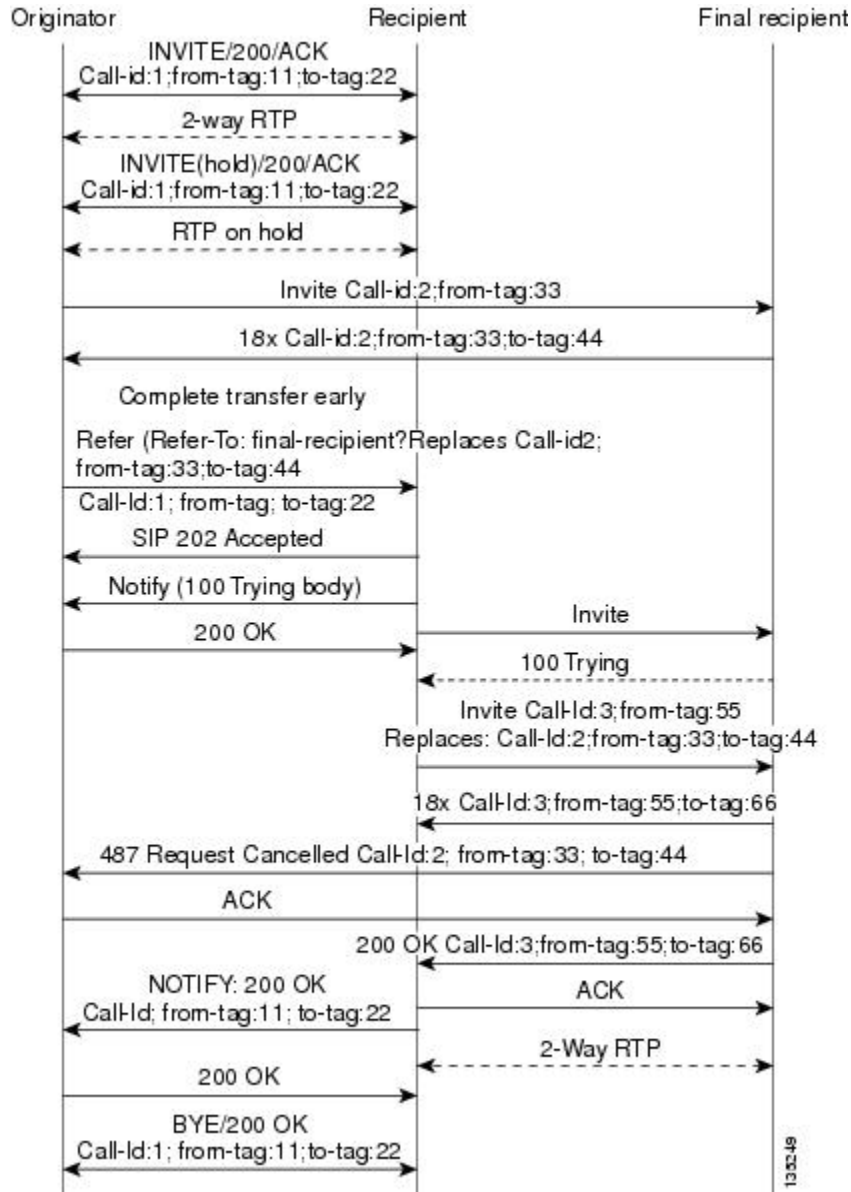 Originator Recipient Final recipient
INVITE/200/ACK
Call-id:1;from-tag:11;to-tag:22
2-way RTP
INVITE(hold)/200/ACK
Call-id:1;from-tag:11;to-tag:22
RTP on hold
Invite Call-id:2;from-tag:33
18x Call-id:2;from-tag:33;to-tag:44
Complete transfer early
Refer (Refer-To: final-recipient?Replaces Call-id2;
from-tag:33;to-tag:44
Call-Id:1; from-tag; to-tag:22
SIP 202 Accepted
Notify (100 Trying body)
Invite
200 OK
100 Trying
Invite Call-Id:3;from-tag:55
Replaces: Call-Id:2;from-tag:33;to-tag:44
18x Call-Id:3;from-tag:55;to-tag:66
487 Request Cancelled Call-Id:2; from-tag:33; to-tag:44
ACK
200 OK Call-Id:3;from-tag:55;to-tag:66
NOTIFY: 200 OK
Call-Id; from-tag:11; to-tag:22
ACK
2-Way RTP
200 OK
BYE/200 OK
Call-Id:1; from-tag:11;to-tag:22
135249